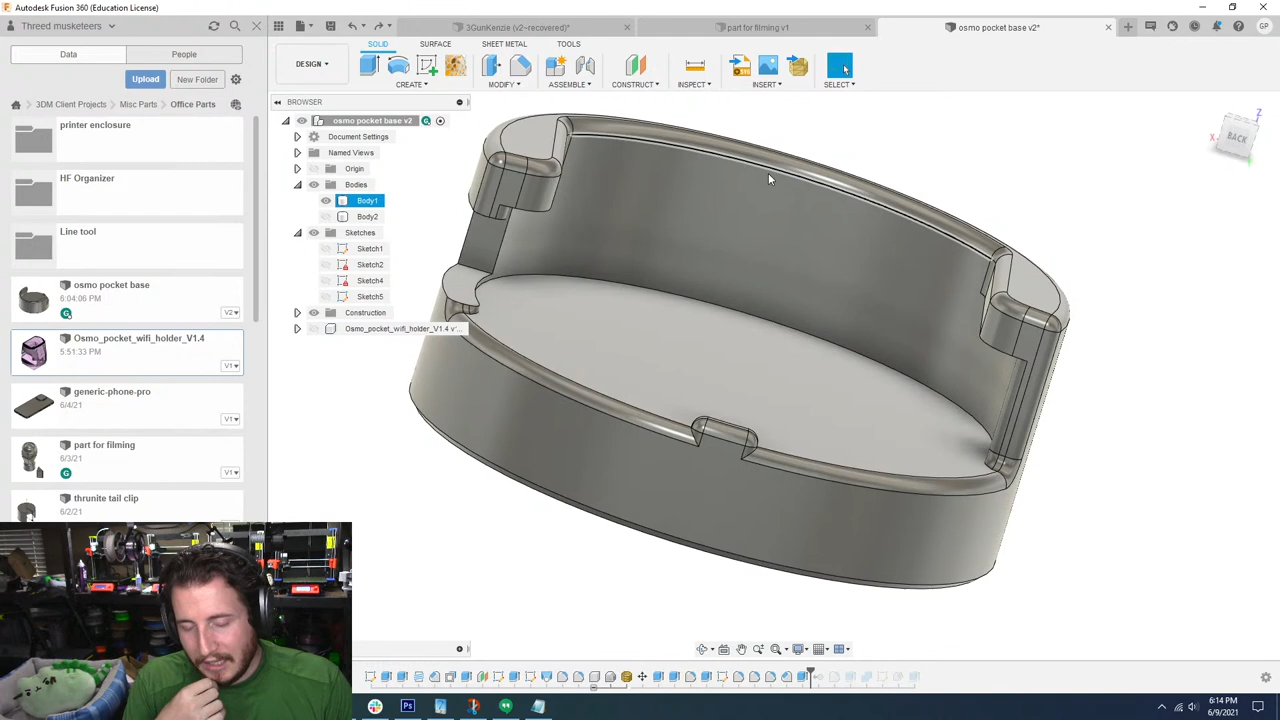 Autodesk Fusion 360 (Education License)
Threed musketeers
3GunKenzie (v2~recovered)*
part for filming v1
osmo pocket base v2*
GP
Data
People
SOLID
SURFACE
SHEET METAL
TOOLS
DESIGN
Upload
New Folder
CREATE
MODIFY
ASSEMBLE
CONSTRUCT
INSPECT
INSERT
SELECT
3DM Client Projects
Misc Parts
Office Parts
BROWSER
printer enclosure
osmo pocket base v2
Document Settings
Named Views
Origin
HF Organizer
Bodies
Body1
Body2
Line tool
Sketches
Sketch1
Sketch2
Sketch4
Sketch5
osmo pocket base
6:04:06 PM
V2
Construction
Osmo_pocket_wifi_holder_V1.4 v...
Osmo_pocket_wifi_holder_V1.4
5:51:33 PM
V1
generic-phone-pro
6/4/21
V1
part for filming
6/3/21
V1
thrunite tail clip
6/2/21
V1
Z
X
BACK
6:14 PM
6/9/2021